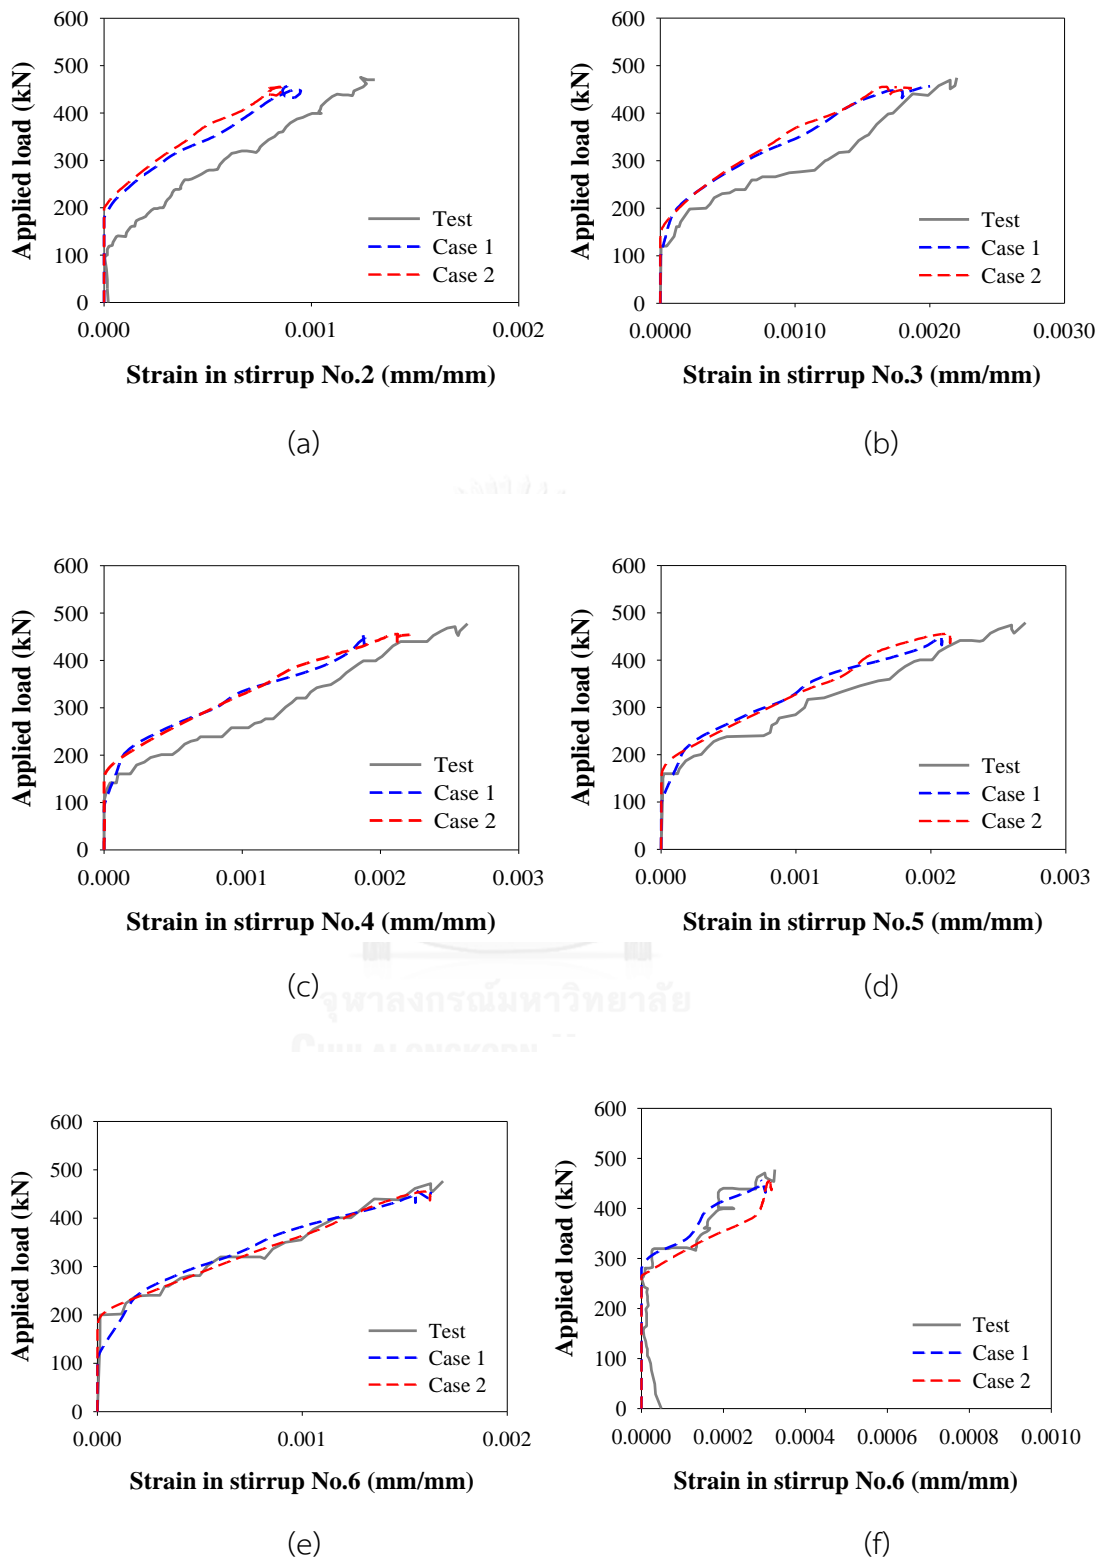 600
500
400
300
200
100
0
Applied load (kN)
Test
Case 1
Case 2
0.000 0.001 0.002
Strain in stirrup No.2 (mm/mm)
(a)
600
500
400
300
200
100
0
Applied load (kN)
Test
Case 1
Case 2
0.0000 0.0010 0.0020 0.0030
Strain in stirrup No.3 (mm/mm)
(b)
600
500
400
300
200
100
0
Applied load (kN)
Test
Case 1
Case 2
0.000 0.001 0.002 0.003
Strain in stirrup No.4 (mm/mm)
(c)
600
500
400
300
200
100
0
Applied load (kN)
Test
Case 1
Case 2
0.000 0.001 0.002 0.003
Strain in stirrup No.5 (mm/mm)
(d)
จุฬาลงกรณ์มหาวิทยาลัย
600
500
400
300
200
100
0
Applied load (kN)
Test
Case 1
Case 2
0.000 0.001 0.002
Strain in stirrup No.6 (mm/mm)
(e)
600
500
400
300
200
100
0
Applied load (kN)
Test
Case 1
Case 2
0.0000 0.0002 0.0004 0.0006 0.0008 0.0010
Strain in stirrup No.6 (mm/mm)
(f)